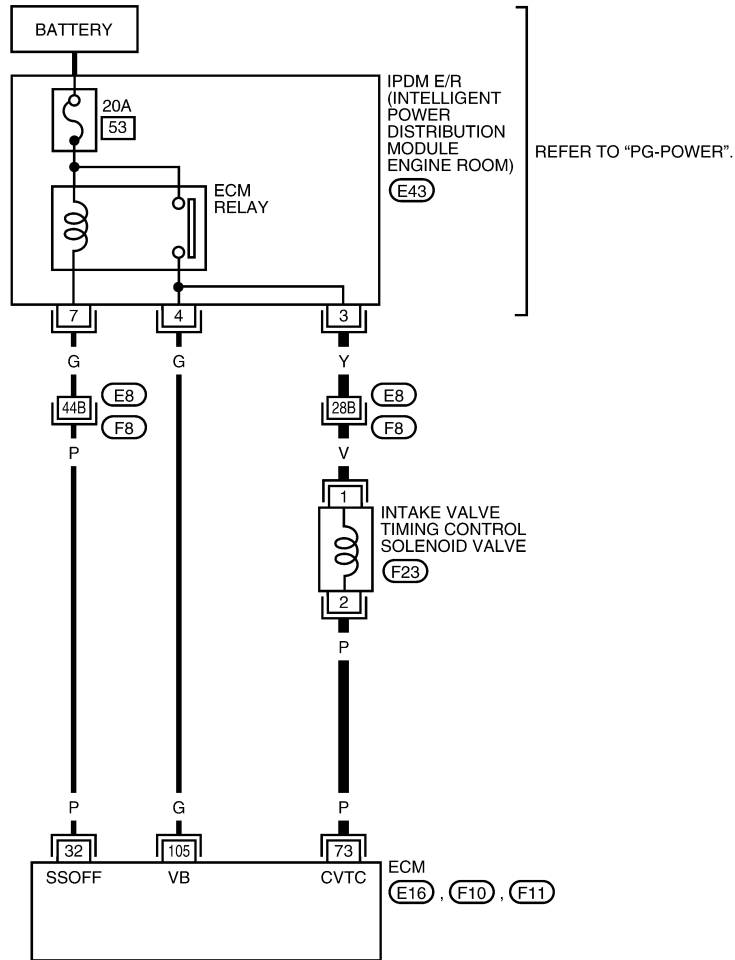 BATTERY
20A
53
IPDM E/R
(INTELLIGENT
POWER
DISTRIBUTION
MODULE
ENGINE ROOM)
E43
REFER TO “PG-POWER”.
ECM
RELAY
7
4
3
G
G
Y
44B
E8
F8
28B
E8
F8
P
V
1
INTAKE VALVE
TIMING CONTROL
SOLENOID VALVE
F23
2
P
P
G
P
32
105
73
SSOFF
VB
CVTC
ECM
E16 , F10 , F11